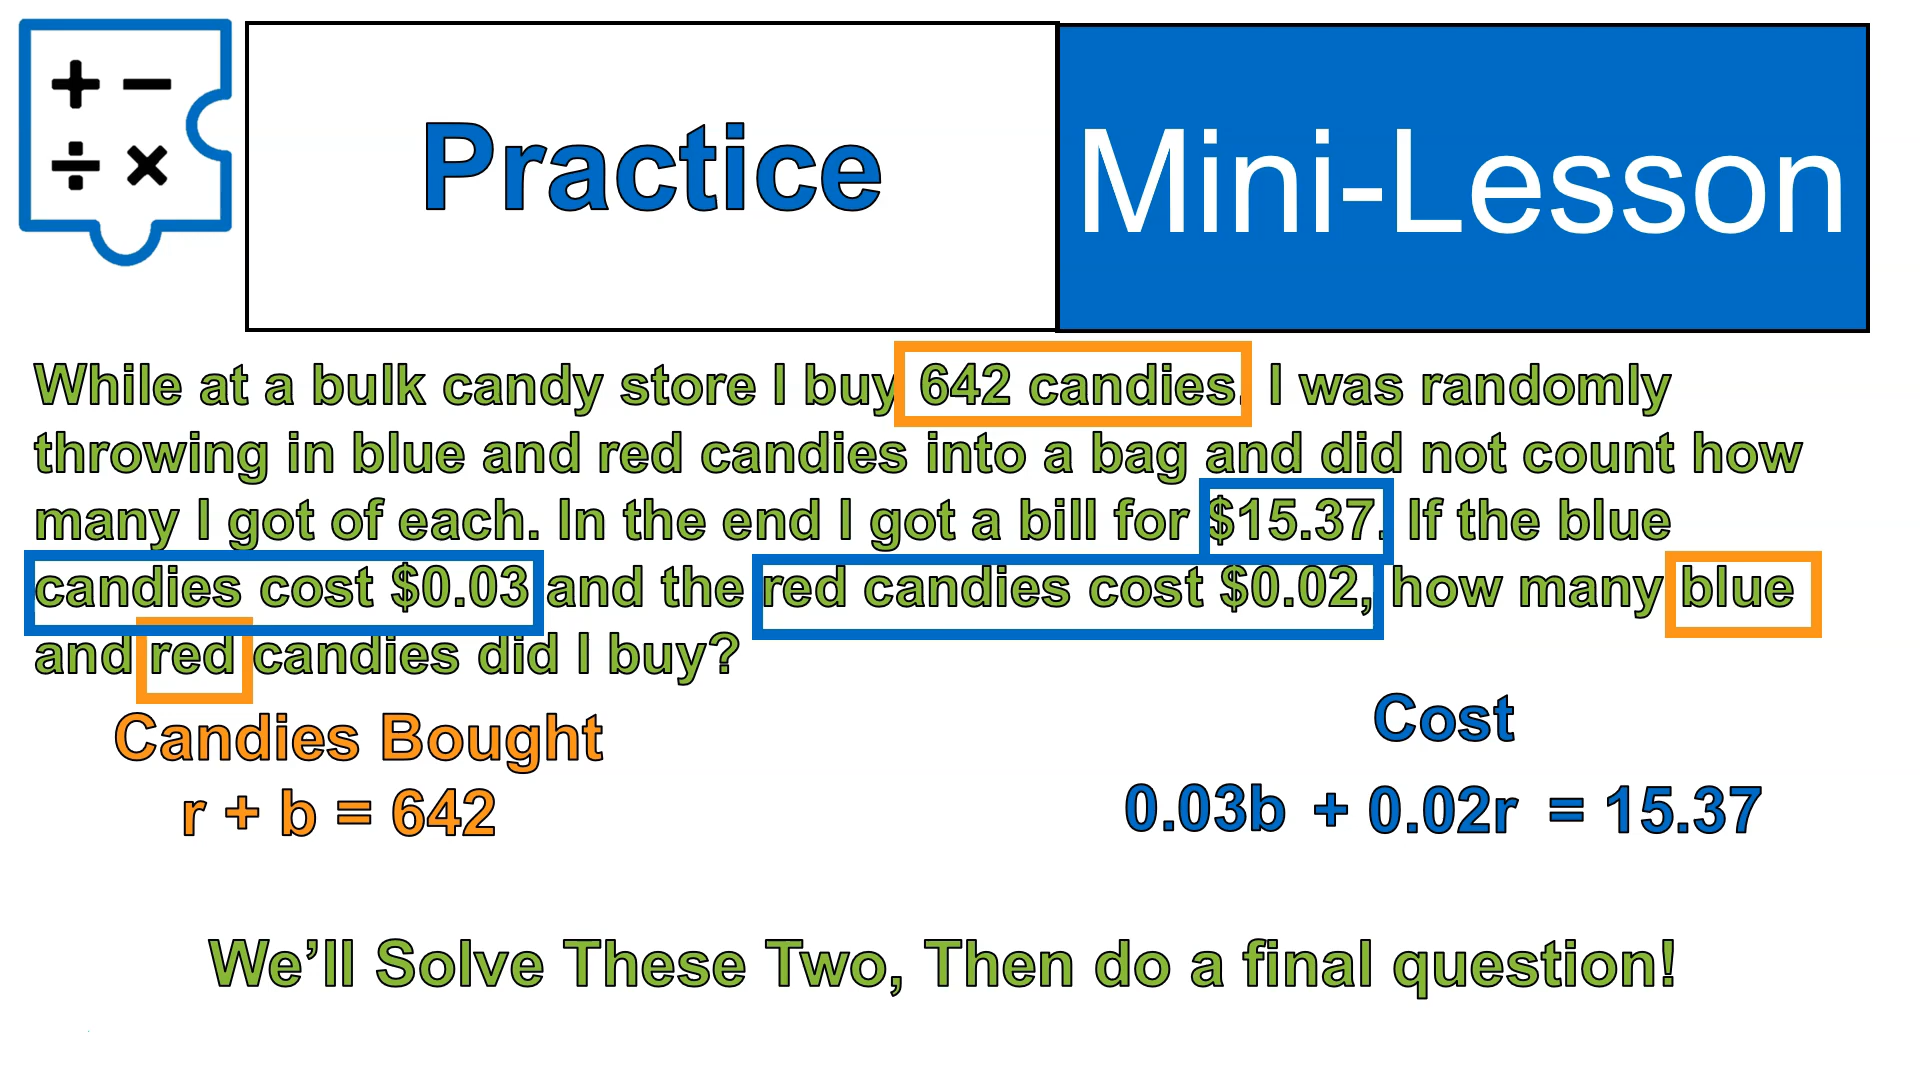 + −
÷ ×
Practice
Mini-Lesson
While at a bulk candy store I buy 642 candies. I was randomly
throwing in blue and red candies into a bag and did not count how
many I got of each. In the end I got a bill for $15.37. If the blue
candies cost $0.03 and the red candies cost $0.02, how many blue
and red candies did I buy?
Candies Bought
Cost
r + b = 642
0.03b + 0.02r = 15.37
We’ll Solve These Two, Then do a final question!